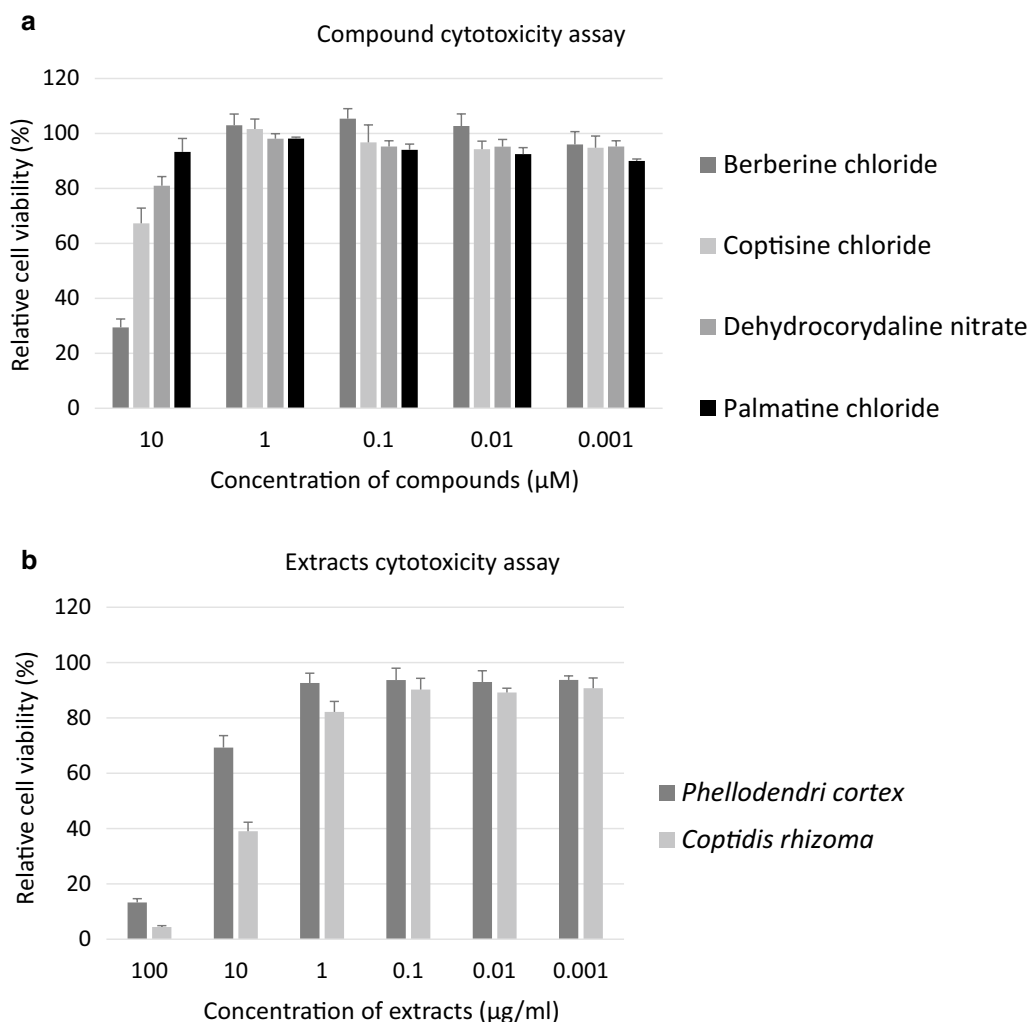 a
Compound cytotoxicity assay
Relative cell viability (%)
120
100
80
60
40
20
0
10 1 0.1 0.01 0.001
Concentration of compounds (µM)
Berberine chloride
Coptisine chloride
Dehydrocorydaline nitrate
Palmatine chloride
b
Extracts cytotoxicity assay
Relative cell viability (%)
120
100
80
60
40
20
0
100 10 1 0.1 0.01 0.001
Concentration of extracts (µg/ml)
Phellodendri cortex
Coptidis rhizoma